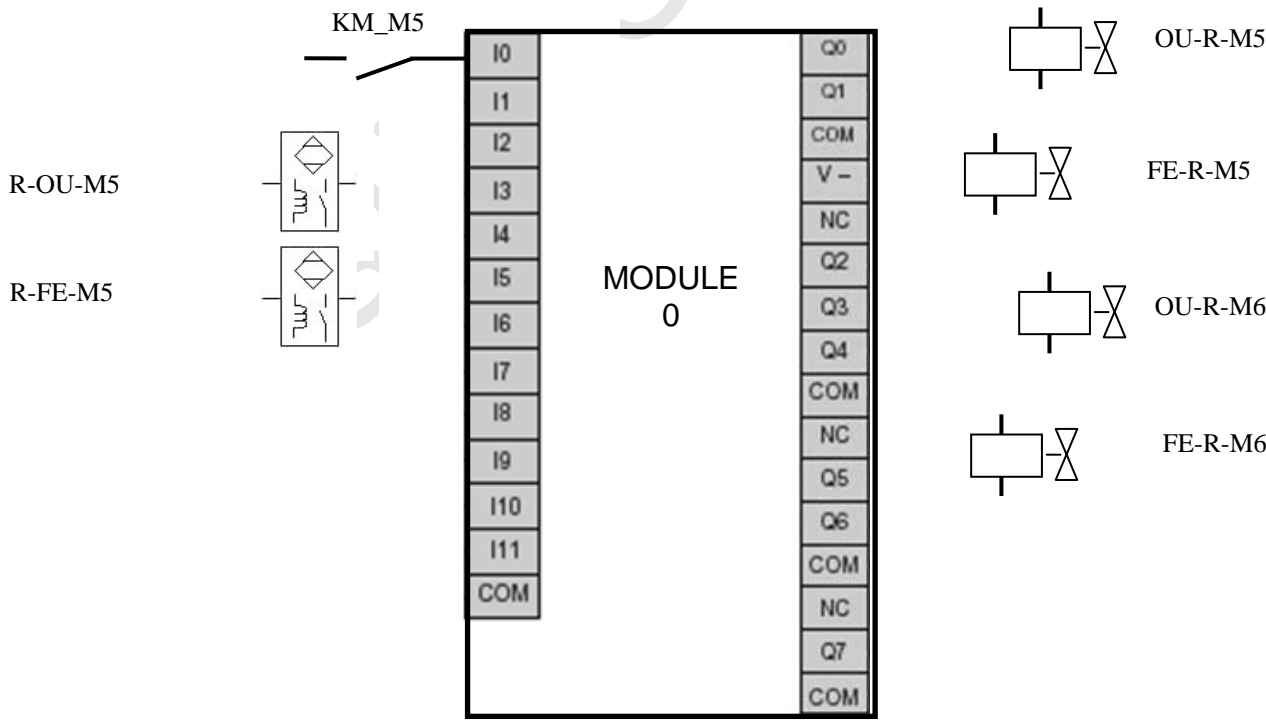 KM_M5
R-OU-M5
R-FE-M5
I0
I1
I2
I3
I4
I5
I6
I7
I8
I9
I10
I11
COM
MODULE
0
Q0
Q1
COM
V –
NC
Q2
Q3
Q4
COM
NC
Q5
Q6
COM
NC
Q7
COM
OU-R-M5
FE-R-M5
OU-R-M6
FE-R-M6